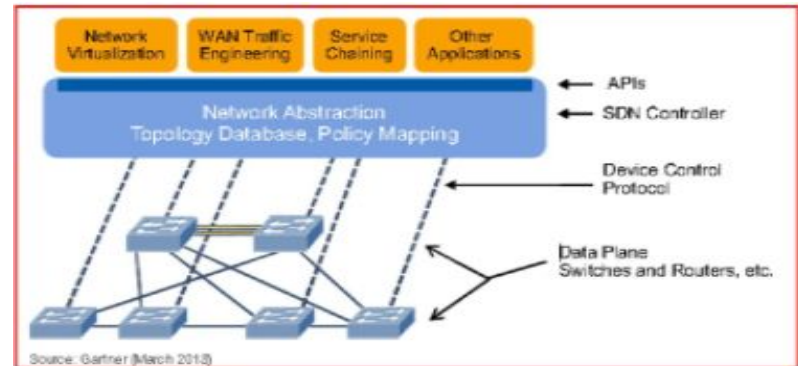 Network
Virtualization
WAN Traffic
Engineering
Service
Chaining
Other
Applications
APIs
Network Abstraction
Topology Database, Policy Mapping
SDN Controller
Device Control
Protocol
Data Plane
Switches and Routers, etc.
Source: Gartner (March 2013)